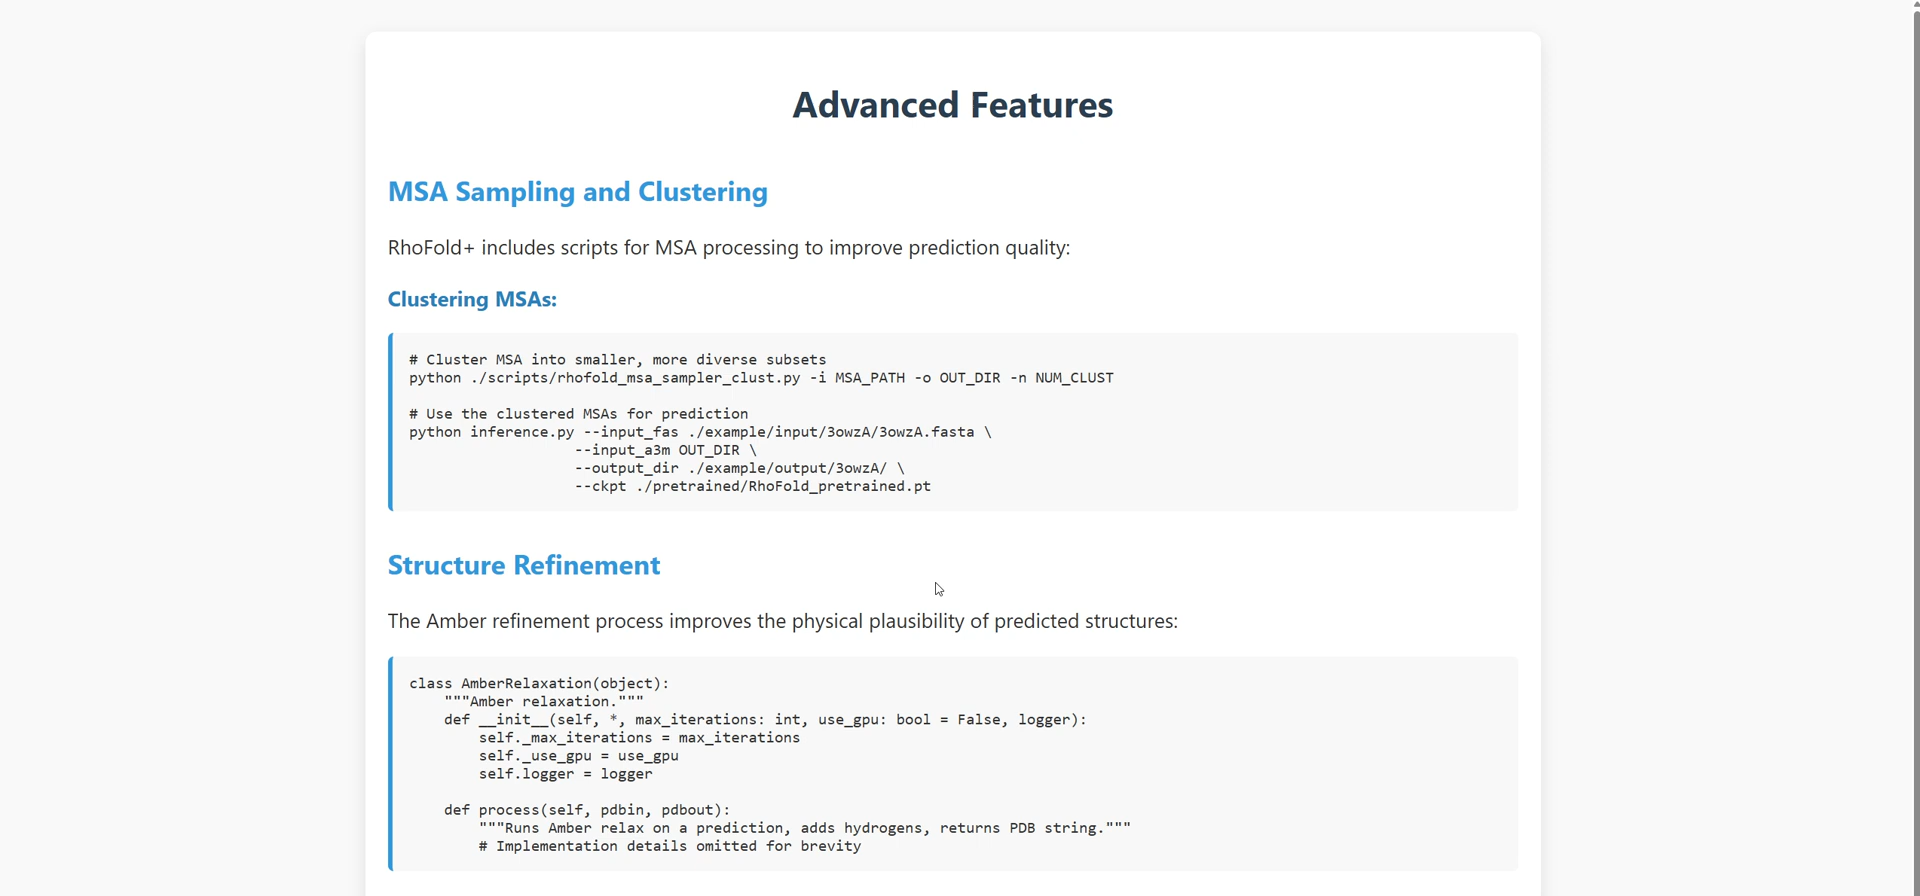 Advanced Features
MSA Sampling and Clustering
RhoFold+ includes scripts for MSA processing to improve prediction quality:
Clustering MSAs:
# Cluster MSA into smaller, more diverse subsets
python ./scripts/rhofold_msa_sampler_clust.py -i MSA_PATH -o OUT_DIR -n NUM_CLUST
# Use the clustered MSAs for prediction
python inference.py --input_fas ./example/input/3owzA/3owzA.fasta \
--input_a3m OUT_DIR \
--output_dir ./example/output/3owzA/ \
--ckpt ./pretrained/RhoFold_pretrained.pt
Structure Refinement
The Amber refinement process improves the physical plausibility of predicted structures:
class AmberRelaxation(object):
"""Amber relaxation."""
def __init__(self, *, max_iterations: int, use_gpu: bool = False, logger):
self._max_iterations = max_iterations
self._use_gpu = use_gpu
self.logger = logger
def process(self, pdbin, pdbout):
"""Runs Amber relax on a prediction, adds hydrogens, returns PDB string."""
# Implementation details omitted for brevity